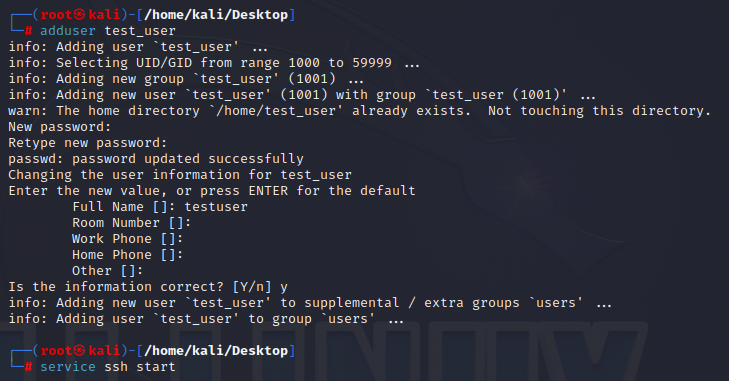 ┌──(root㉿kali)-[/home/kali/Desktop]
└─# adduser test_user
info: Adding user `test_user' ...
info: Selecting UID/GID from range 1000 to 59999 ...
info: Adding new group `test_user' (1001) ...
info: Adding new user `test_user' (1001) with group `test_user (1001)' ...
warn: The home directory `/home/test_user' already exists.  Not touching this directory.
New password:
Retype new password:
passwd: password updated successfully
Changing the user information for test_user
Enter the new value, or press ENTER for the default
        Full Name []: testuser
        Room Number []:
        Work Phone []:
        Home Phone []:
        Other []:
Is the information correct? [Y/n] y
info: Adding new user `test_user' to supplemental / extra groups `users' ...
info: Adding user `test_user' to group `users' ...
┌──(root㉿kali)-[/home/kali/Desktop]
└─# service ssh start